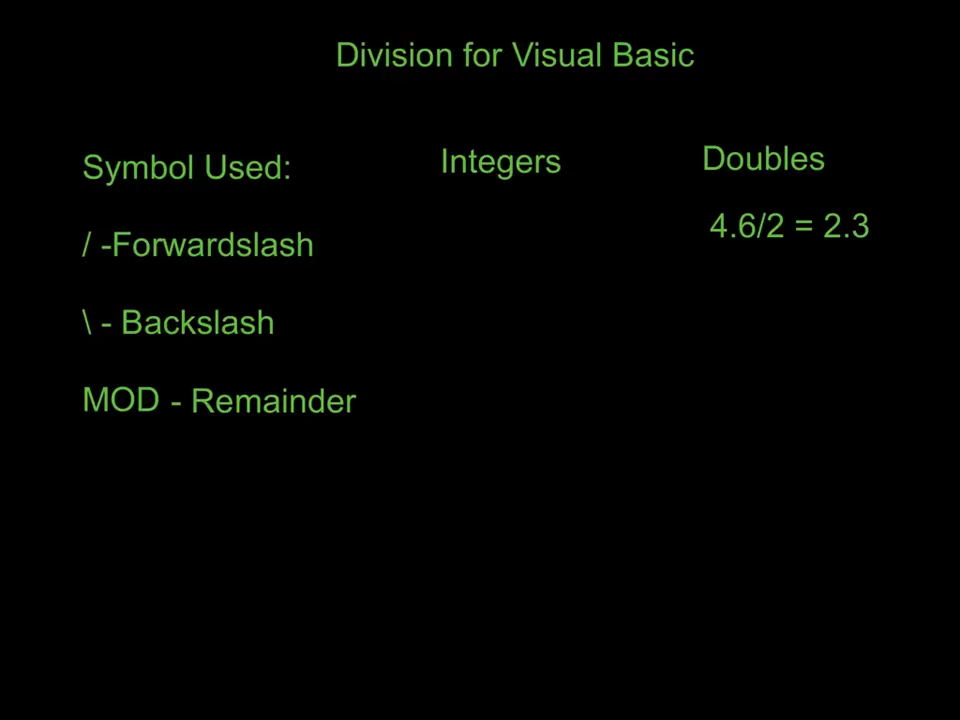 Division for Visual Basic
Symbol Used:
Integers
Doubles
/ -Forwardslash
4.6/2 = 2.3
\ - Backslash
MOD - Remainder